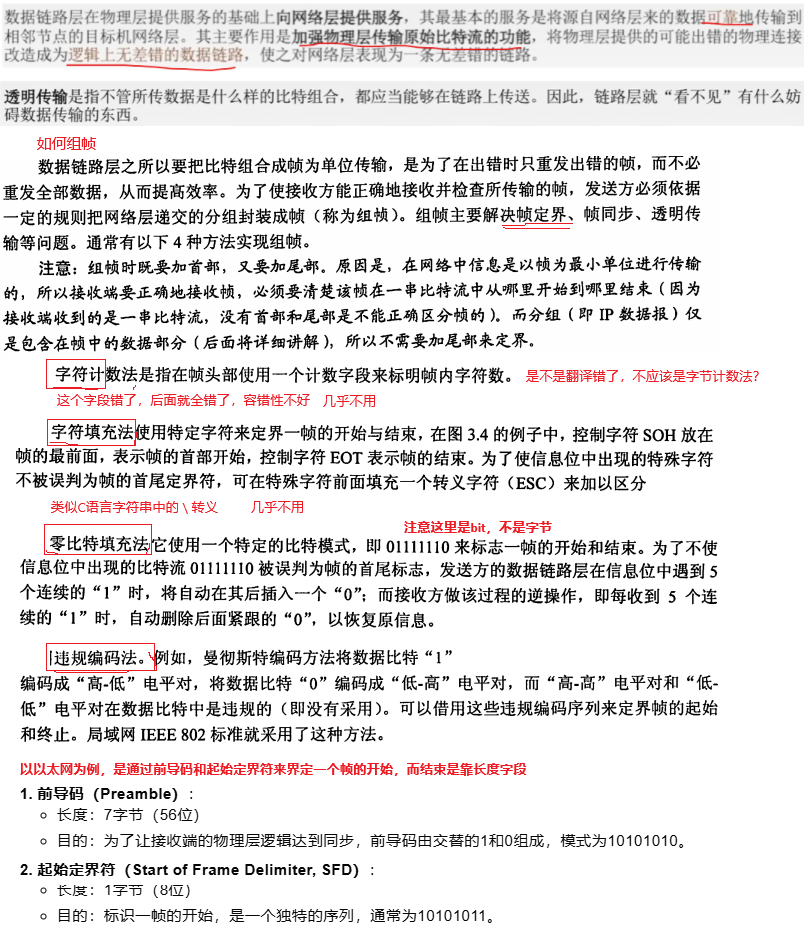 数据链路层在物理层提供服务的基础上向网络层提供服务，其最基本的服务是将源自网络层来的数据可靠地传输到
相邻节点的目标机网络层。其主要作用是加强物理层传输原始比特流的功能，将物理层提供的可能出错的物理连接
改造成为逻辑上无差错的数据链路，使之对网络层表现为一条无差错的链路。
透明传输是指不管所传数据是什么样的比特组合，都应当能够在链路上传送。因此，链路层就“看不见”有什么妨
碍数据传输的东西。
如何组帧
数据链路层之所以要把比特组合成帧为单位传输，是为了在出错时只重发出错的帧，而不必
重发全部数据，从而提高效率。为了使接收方能正确地接收并检查所传输的帧，发送方必须依据
一定的规则把网络层递交的分组封装成帧（称为组帧）。组帧主要解决帧定界、帧同步、透明传
输等问题。通常有以下 4 种方法实现组帧。
注意：组帧时既要加首部，又要加尾部。原因是，在网络中信息是以帧为最小单位进行传输
的，所以接收端要正确地接收帧，必须要清楚该帧在一串比特流中从哪里开始到哪里结束（因为
接收端收到的是一串比特流，没有首部和尾部是不能正确区分帧的）。而分组（即 IP 数据报）仅
是包含在帧中的数据部分（后面将详细讲解），所以不需要加尾部来定界。
字符计数法是指在帧头部使用一个计数字段来标明帧内字符数。 是不是翻译错了，不应该是字节计数法？
这个字段错了，后面就全错了，容错性不好 几乎不用
字符填充法使用特定字符来定界一帧的开始与结束，在图 3.4 的例子中，控制字符 SOH 放在
帧的最前面，表示帧的首部开始，控制字符 EOT 表示帧的结束。为了使信息位中出现的特殊字符
不被误判为帧的首尾定界符，可在特殊字符前面填充一个转义字符（ESC）来加以区分
类似C语言字符串中的 \ 转义 几乎不用
注意这里是bit，不是字节
零比特填充法它使用一个特定的比特模式，即 01111110 来标志一帧的开始和结束。为了不使
信息位中出现的比特流 01111110 被误判为帧的首尾标志，发送方的数据链路层在信息位中遇到 5
个连续的“1”时，将自动在其后插入一个“0”；而接收方做该过程的逆操作，即每收到 5 个连
续的“1”时，自动删除后面紧跟的“0”，以恢复原信息。
违规编码法。例如，曼彻斯特编码方法将数据比特“1”
编码成“高-低”电平对，将数据比特“0”编码成“低-高”电平对，而“高-高”电平对和“低-
低”电平对在数据比特中是违规的（即没有采用）。可以借用这些违规编码序列来定界帧的起始
和终止。局域网 IEEE 802 标准就采用了这种方法。
以以太网为例，是通过前导码和起始定界符来界定一个帧的开始，而结束是靠长度字段
1. 前导码（Preamble）：
○ 长度：7字节（56位）
○ 目的：为了让接收端的物理层逻辑达到同步，前导码由交替的1和0组成，模式为10101010。
2. 起始定界符（Start of Frame Delimiter, SFD）：
○ 长度：1字节（8位）
○ 目的：标识一帧的开始，是一个独特的序列，通常为10101011。